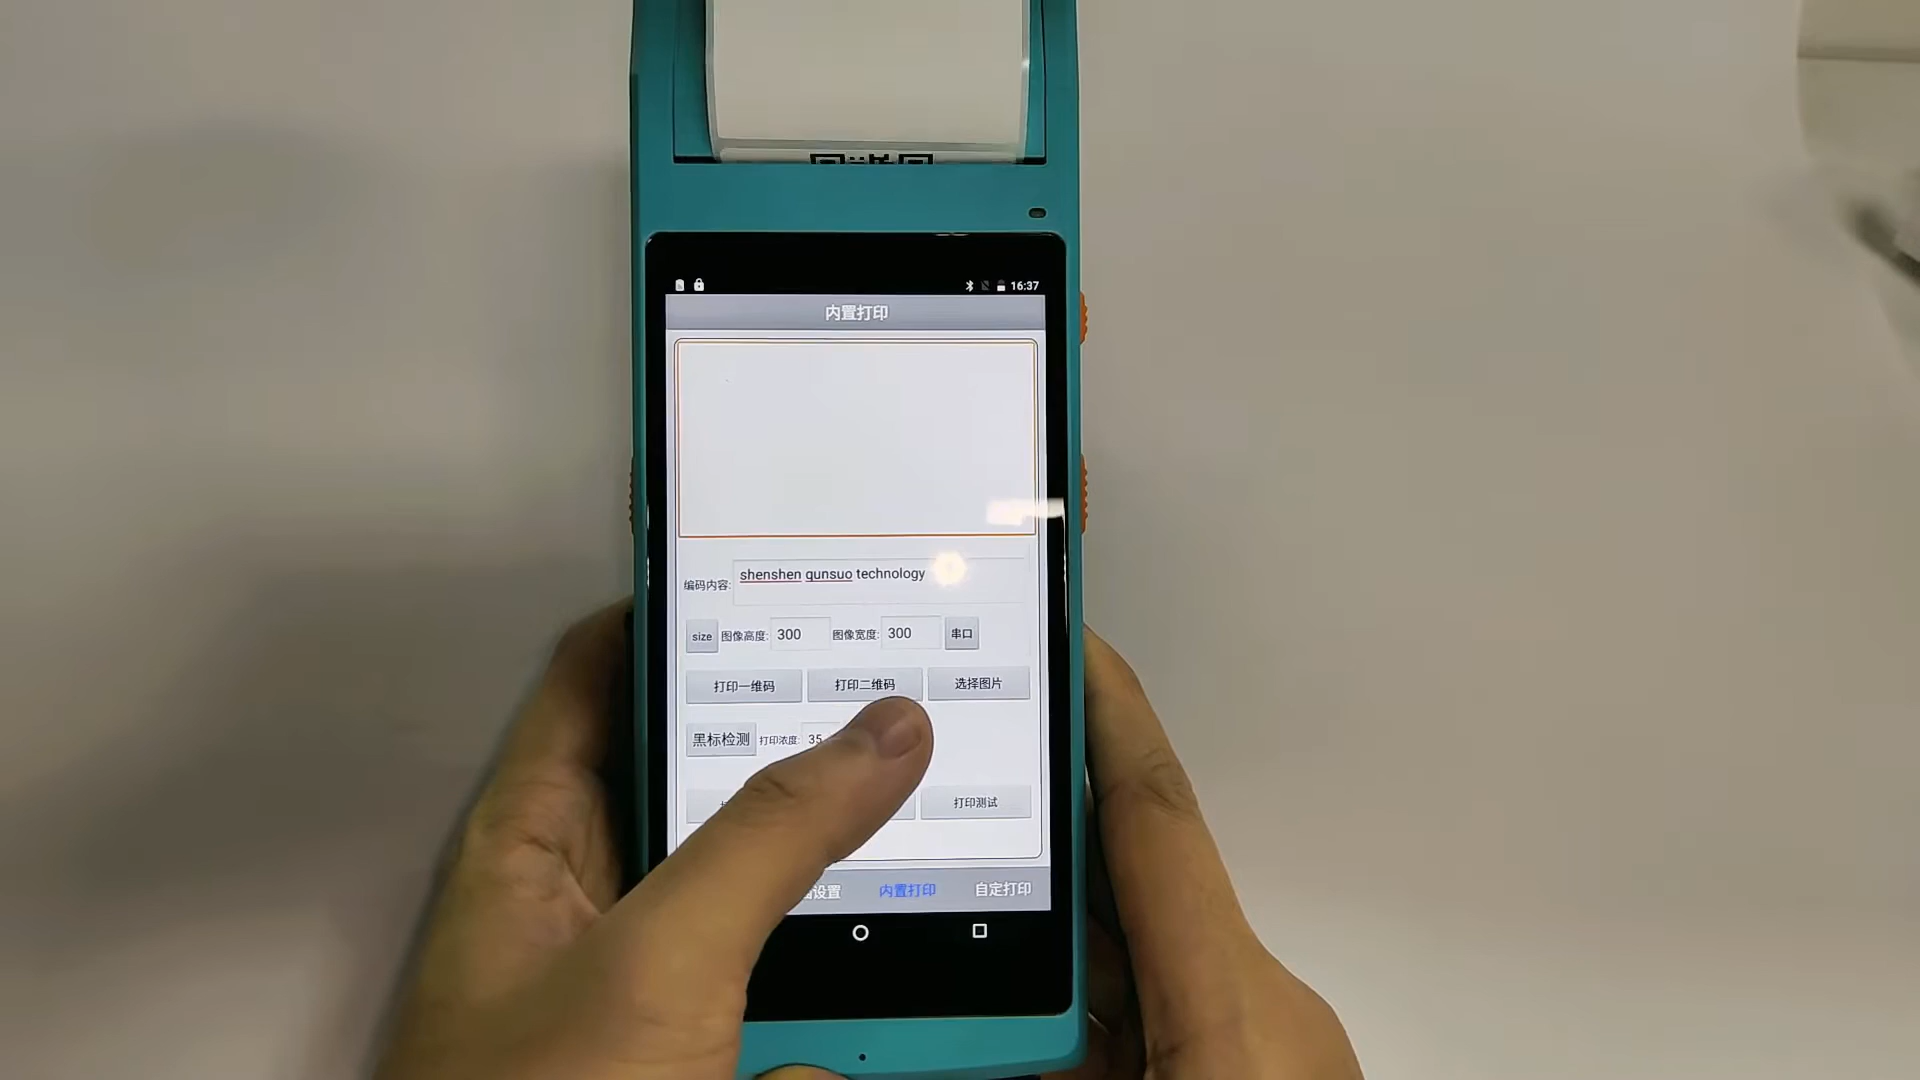 16:37
内置打印
编码内容: shenshen qunsuo technology
size 图像高度: 300 图像宽度: 300 串口
打印一维码 打印二维码 选择图片
黑标检测 打印浓度: 35
打印测试
设置 内置打印 自定打印